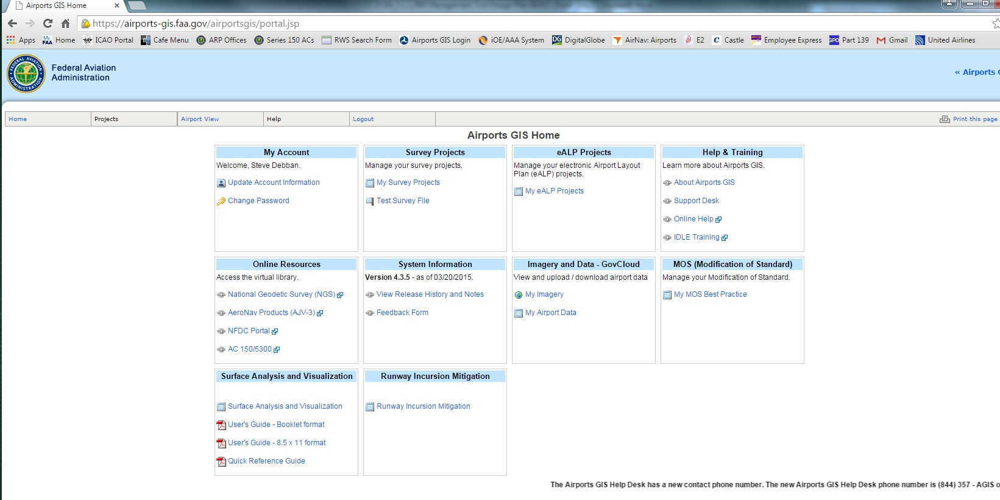 Airports GIS Home
https://airports-gis.faa.gov/airportsgis/portal.jsp
Apps My FAA Home ICAO Portal Cafe Menu ARP Offices Series 150 ACs RWS Search Form Airports GIS Login iOE/AAA System DG DigitalGlobe AirNav: Airports E2 C Castle Employee Express GPO Part 139 Gmail United Airlines
Federal Aviation
Administration
« Airports
Home Projects Airport View Help Logout Print this page
Airports GIS Home
My Account
Welcome, Steve Debban.
Update Account Information
Change Password
Survey Projects
Manage your survey projects.
My Survey Projects
Test Survey File
eALP Projects
Manage your electronic Airport Layout
Plan (eALP) projects.
My eALP Projects
Help & Training
Learn more about Airports GIS.
About Airports GIS
Support Desk
Online Help
IDLE Training
Online Resources
Access the virtual library.
National Geodetic Survey (NGS)
AeroNav Products (AJV-3)
NFDC Portal
AC 150/5300
System Information
Version 4.3.5 - as of 03/20/2015.
View Release History and Notes
Feedback Form
Imagery and Data - GovCloud
View and upload / download airport data
My Imagery
My Airport Data
MOS (Modification of Standard)
Manage your Modification of Standard.
My MOS Best Practice
Surface Analysis and Visualization
Surface Analysis and Visualization
User's Guide - Booklet format
User's Guide - 8.5 x 11 format
Quick Reference Guide
Runway Incursion Mitigation
Runway Incursion Mitigation
The Airports GIS Help Desk has a new contact phone number. The new Airports GIS Help Desk phone number is (844) 357 - AGIS